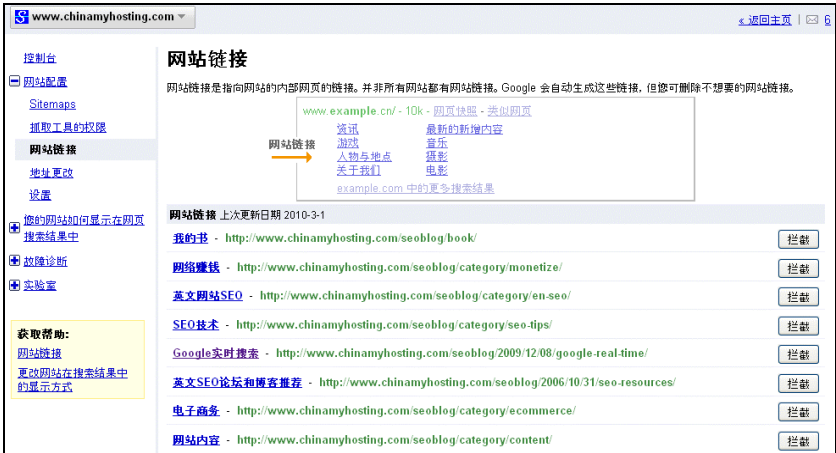 www.chinamyhosting.com
« 返回主页 | 6
控制台
网站配置
Sitemaps
抓取工具的权限
网站链接
地址更改
设置
您的网站如何显示在网页
搜索结果中
故障诊断
实验室
获取帮助:
网站链接
更改网站在搜索结果中
的显示方式
网站链接
网站链接是指向网站的内部网页的链接。并非所有网站都有网站链接。Google 会自动生成这些链接，但您可删除不想要的网站链接。
www.example.cn/ - 10k - 网页快照 - 类似网页
网站链接
资讯 最新的新增内容
游戏 音乐
人物与地点 摄影
关于我们 电影
example.com 中的更多搜索结果
网站链接 上次更新日期 2010-3-1
我的书 - http://www.chinamyhosting.com/seoblog/book/ 拦截
网络赚钱 - http://www.chinamyhosting.com/seoblog/category/monetize/ 拦截
英文网站SEO - http://www.chinamyhosting.com/seoblog/category/en-seo/ 拦截
SEO技术 - http://www.chinamyhosting.com/seoblog/category/seo-tips/ 拦截
Google实时搜索 - http://www.chinamyhosting.com/seoblog/2009/12/08/google-real-time/ 拦截
英文SEO论坛和博客推荐 - http://www.chinamyhosting.com/seoblog/2006/10/31/seo-resources/ 拦截
电子商务 - http://www.chinamyhosting.com/seoblog/category/ecommerce/ 拦截
网站内容 - http://www.chinamyhosting.com/seoblog/category/content/ 拦截